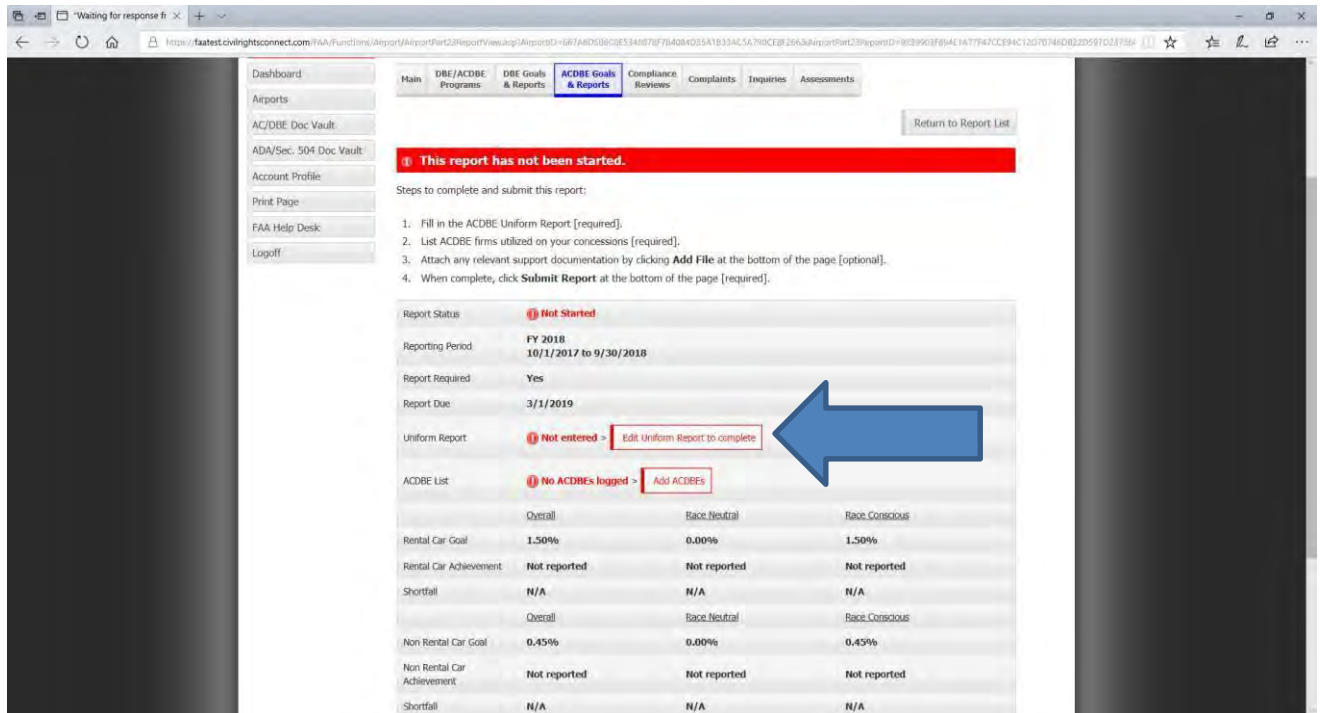 "Waiting for response fr
Dashboard
Airports
AC/DBE Doc Vault
ADA/Sec. 504 Doc Vault
Account Profile
Print Page
FAA Help Desk
Logoff
Main DBE/ACDBE Programs DBE Goals & Reports ACDBE Goals & Reports Compliance Reviews Complaints Inquiries Assessments
Return to Report List
This report has not been started.
Steps to complete and submit this report:
1. Fill in the ACDBE Uniform Report [required].
2. List ACDBE firms utilized on your concessions [required].
3. Attach any relevant support documentation by clicking Add File at the bottom of the page [optional].
4. When complete, click Submit Report at the bottom of the page [required].
Report Status Not Started
Reporting Period FY 2018
10/1/2017 to 9/30/2018
Report Required Yes
Report Due 3/1/2019
Uniform Report Not entered > Edit Uniform Report to complete
ACDBE List No ACDBEs logged > Add ACDBEs
Overall Race Neutral Race Conscious
Rental Car Goal 1.50% 0.00% 1.50%
Rental Car Achievement Not reported Not reported Not reported
Shortfall N/A N/A N/A
Overall Race Neutral Race Conscious
Non Rental Car Goal 0.45% 0.00% 0.45%
Non Rental Car Achievement Not reported Not reported Not reported
Shortfall N/A N/A N/A